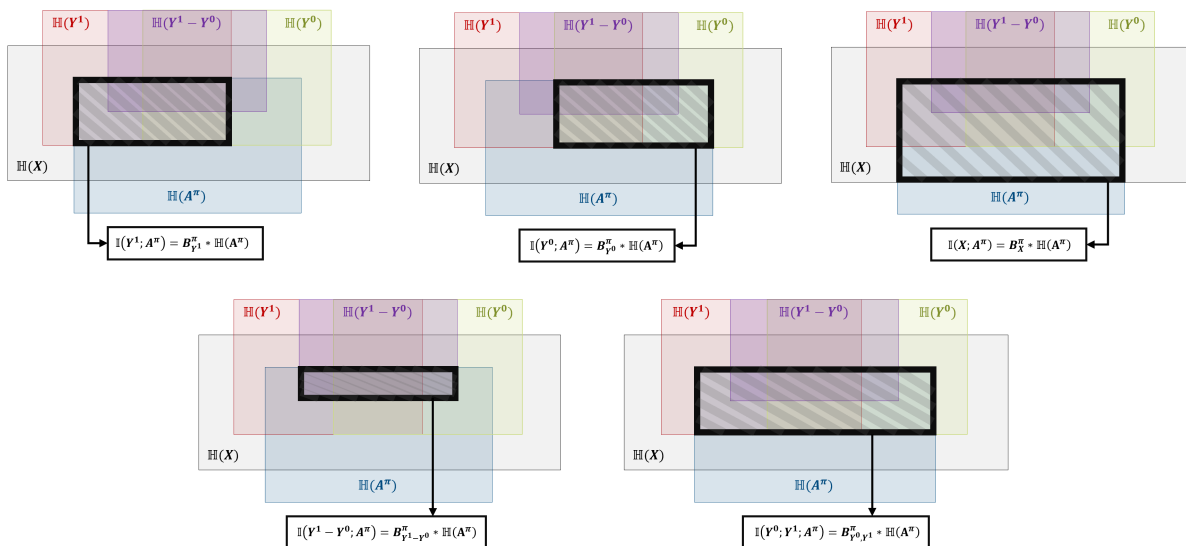 ℍ(Y¹) ℍ(Y¹ − Y⁰) ℍ(Y⁰)
ℍ(X)
ℍ(A^π)
𝕀(Y¹; A^π) = B^π_{Y¹} * ℍ(A^π)
ℍ(Y¹) ℍ(Y¹ − Y⁰) ℍ(Y⁰)
ℍ(X)
ℍ(A^π)
𝕀(Y⁰; A^π) = B^π_{Y⁰} * ℍ(A^π)
ℍ(Y¹) ℍ(Y¹ − Y⁰) ℍ(Y⁰)
ℍ(X)
ℍ(A^π)
𝕀(X; A^π) = B^π_X * ℍ(A^π)
ℍ(Y¹) ℍ(Y¹ − Y⁰) ℍ(Y⁰)
ℍ(X)
ℍ(A^π)
𝕀(Y¹ − Y⁰; A^π) = B^π_{Y¹−Y⁰} * ℍ(A^π)
ℍ(Y¹) ℍ(Y¹ − Y⁰) ℍ(Y⁰)
ℍ(X)
ℍ(A^π)
𝕀(Y⁰; Y¹; A^π) = B^π_{Y⁰,Y¹} * ℍ(A^π)